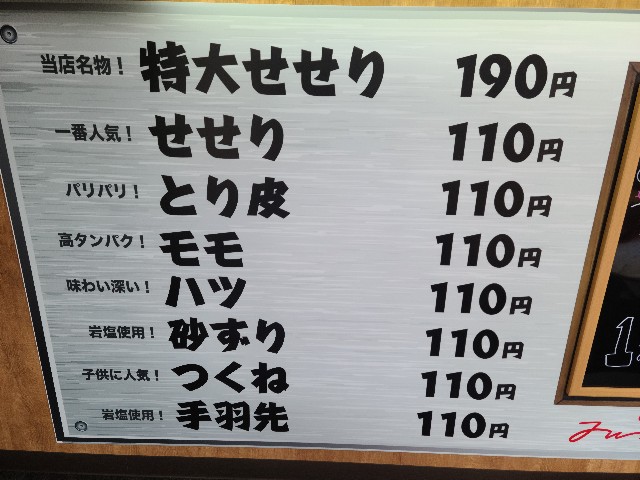 当店名物！ 特大せせり 190円
一番人気！ せせり 110円
パリパリ！ とり皮 110円
高タンパク！ モモ 110円
味わい深い！ ハツ 110円
岩塩使用！ 砂ずり 110円
子供に人気！ つくね 110円
岩塩使用！ 手羽先 110円